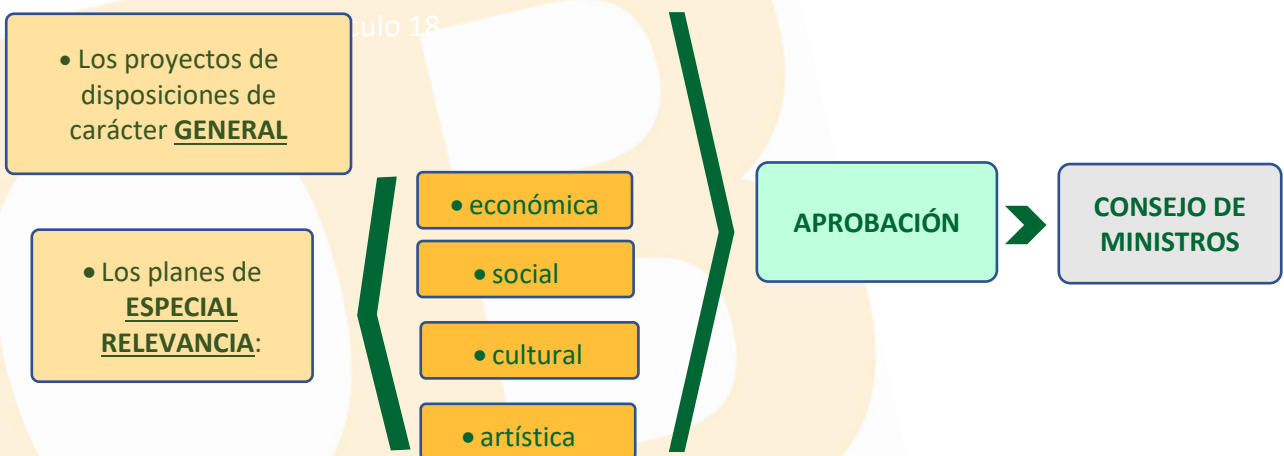 culo 18
• Los proyectos de
disposiciones de
carácter GENERAL
• Los planes de
ESPECIAL
RELEVANCIA:
• económica
• social
• cultural
• artística
APROBACIÓN
CONSEJO DE
MINISTROS